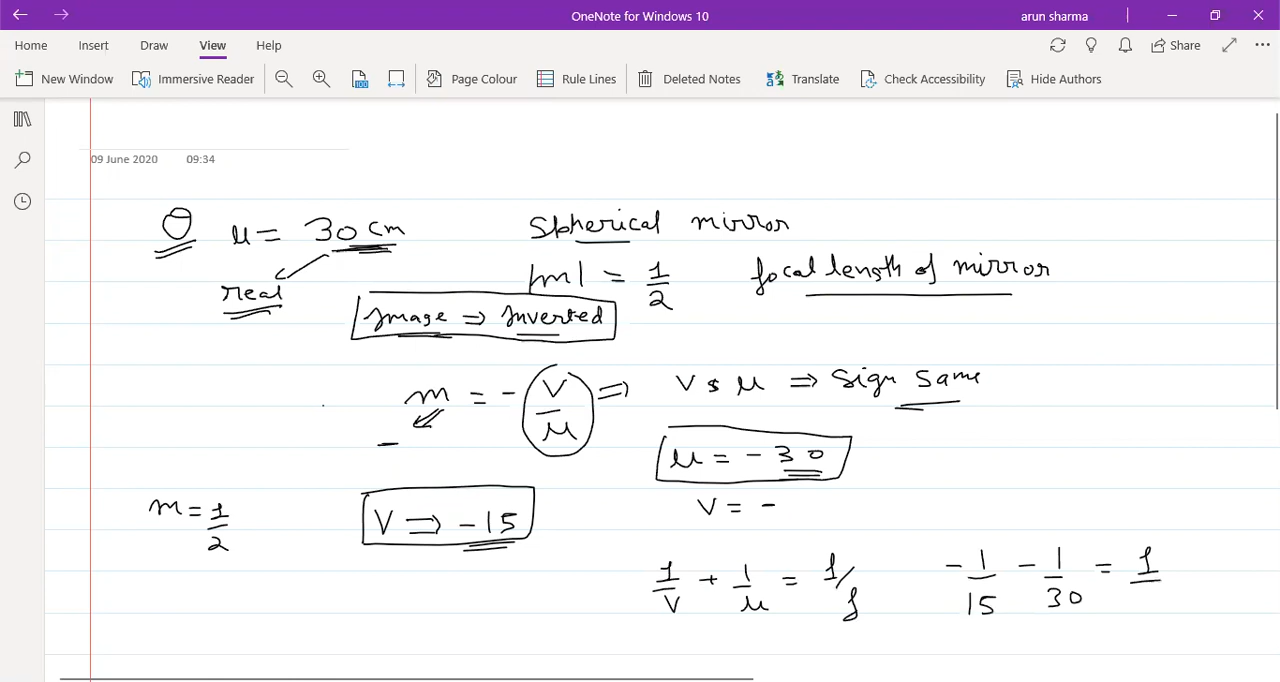 OneNote for Windows 10
arun sharma
Home Insert Draw View Help
Share
New Window Immersive Reader Page Colour Rule Lines Deleted Notes Translate Check Accessibility Hide Authors
09 June 2020 09:34
Q u = 30 cm Spherical mirror
real |m| = 1/2 focal length of mirror
Image ⇒ Inverted
m = - v/u ⇒ v & u ⇒ sign same
-
u = - 30
m = 1/2 v ⇒ -15 v = -
1/v + 1/u = 1/f - 1/15 - 1/30 = 1